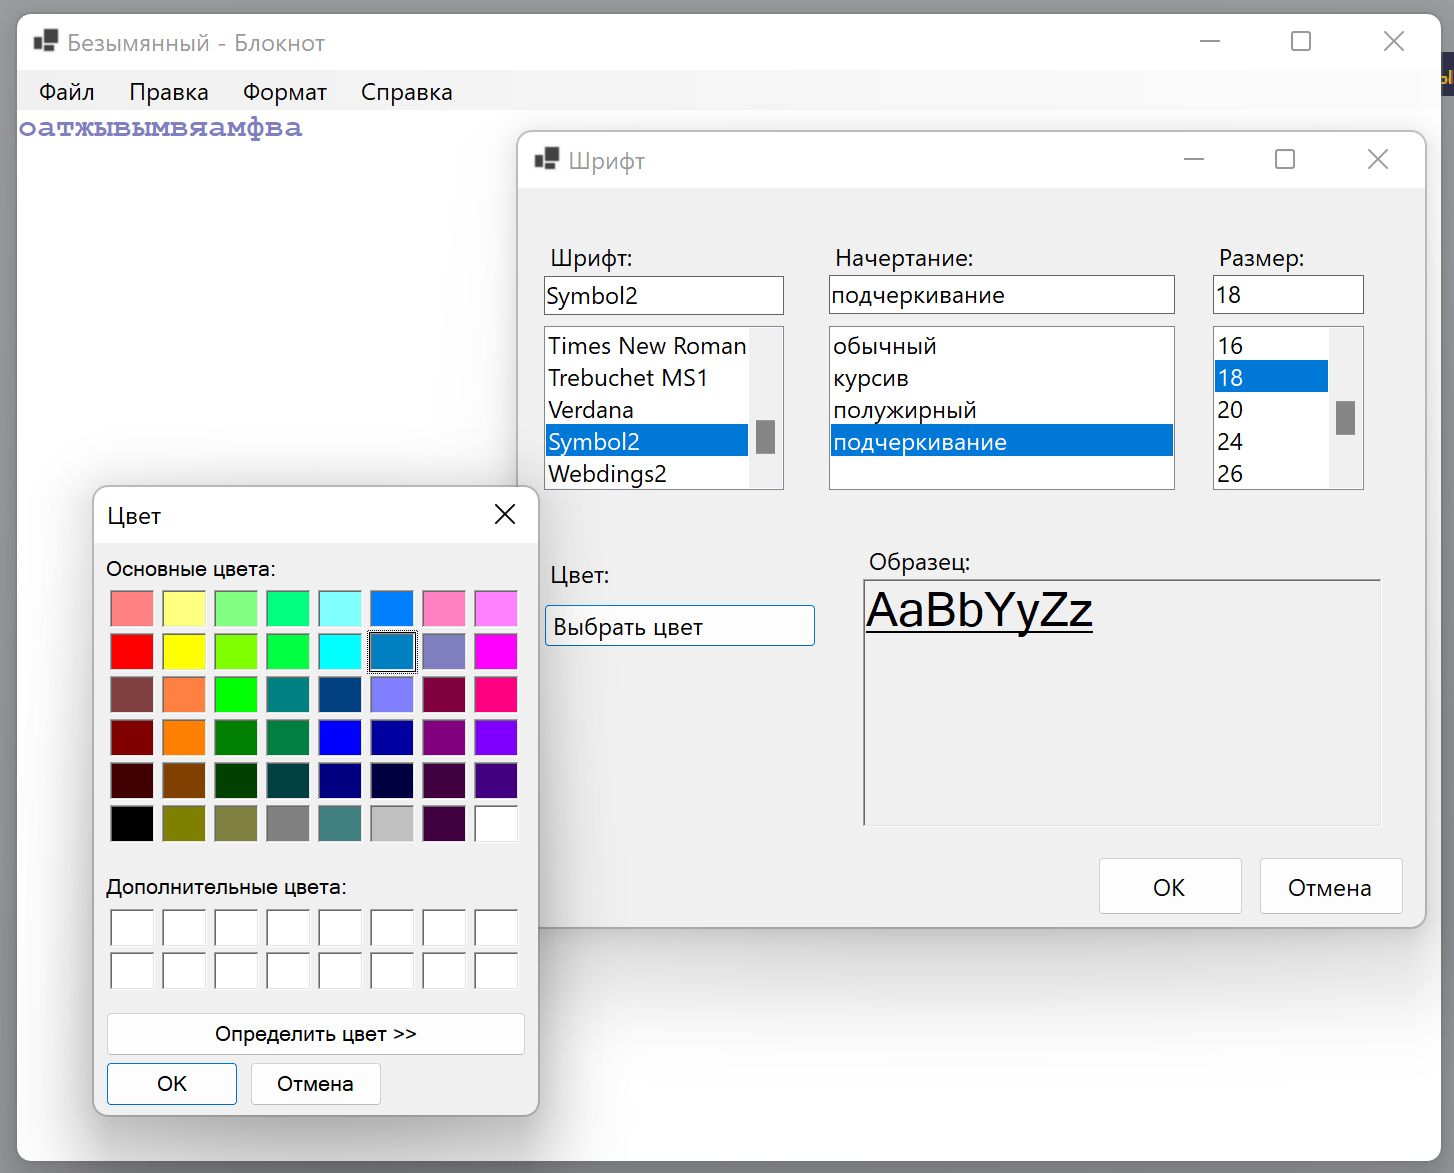 Безымянный - Блокнот
Файл Правка Формат Справка
оатжывымвяамфва
Шрифт
Шрифт: Начертание: Размер:
Symbol2 подчеркивание 18
Times New Roman обычный 16
Trebuchet MS1 курсив 18
Verdana полужирный 20
Symbol2 подчеркивание 24
Webdings2 26
Цвет: Образец:
Выбрать цвет AaBbYyZz
OK Отмена
Цвет
Основные цвета:
Дополнительные цвета:
Определить цвет >>
OK Отмена